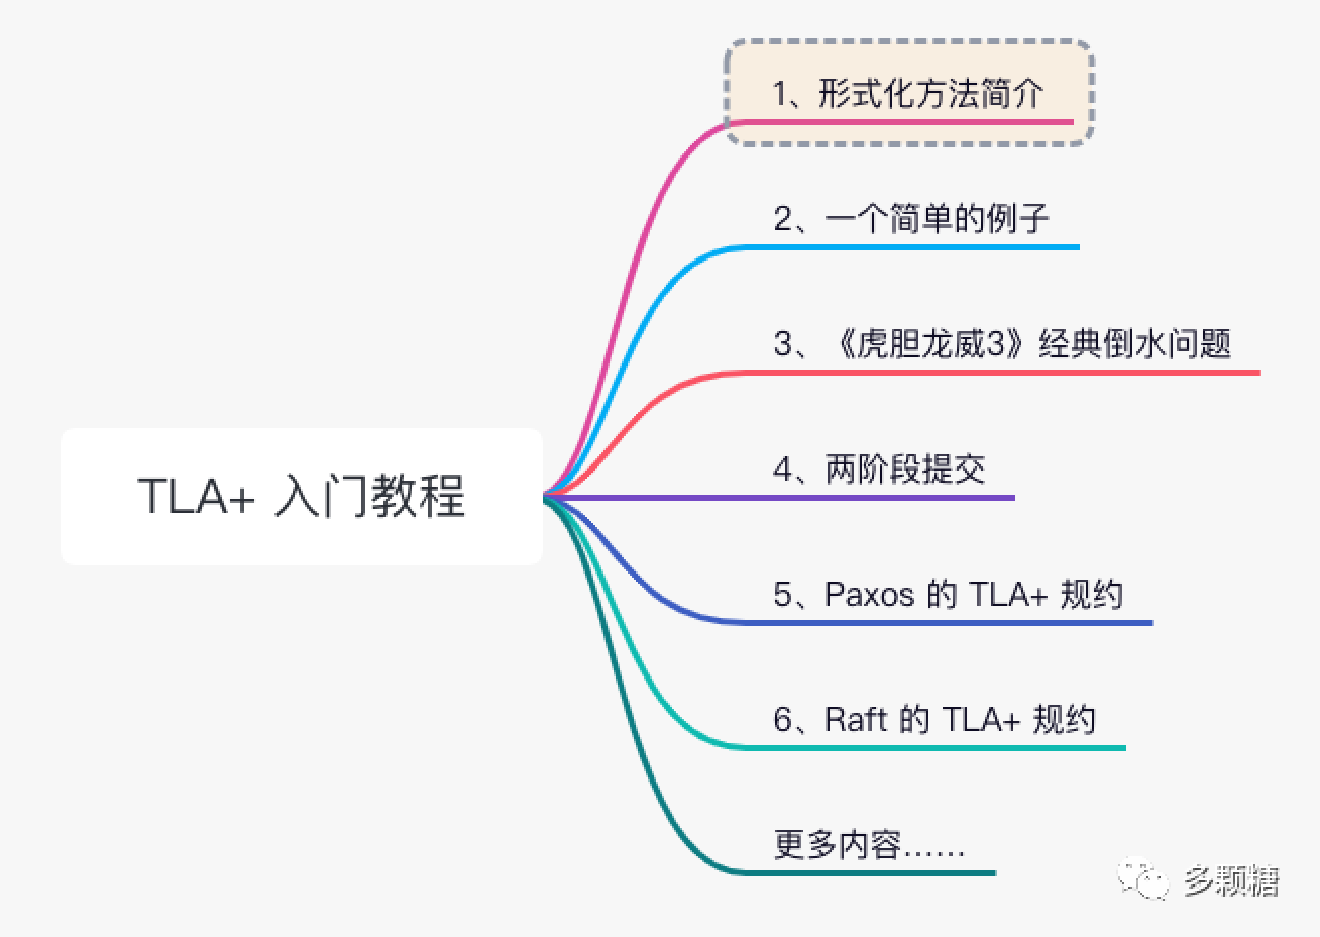 1、形式化方法简介
2、一个简单的例子
3、《虎胆龙威3》经典倒水问题
TLA+ 入门教程
4、两阶段提交
5、Paxos 的 TLA+ 规约
6、Raft 的 TLA+ 规约
更多内容……
多颗糖